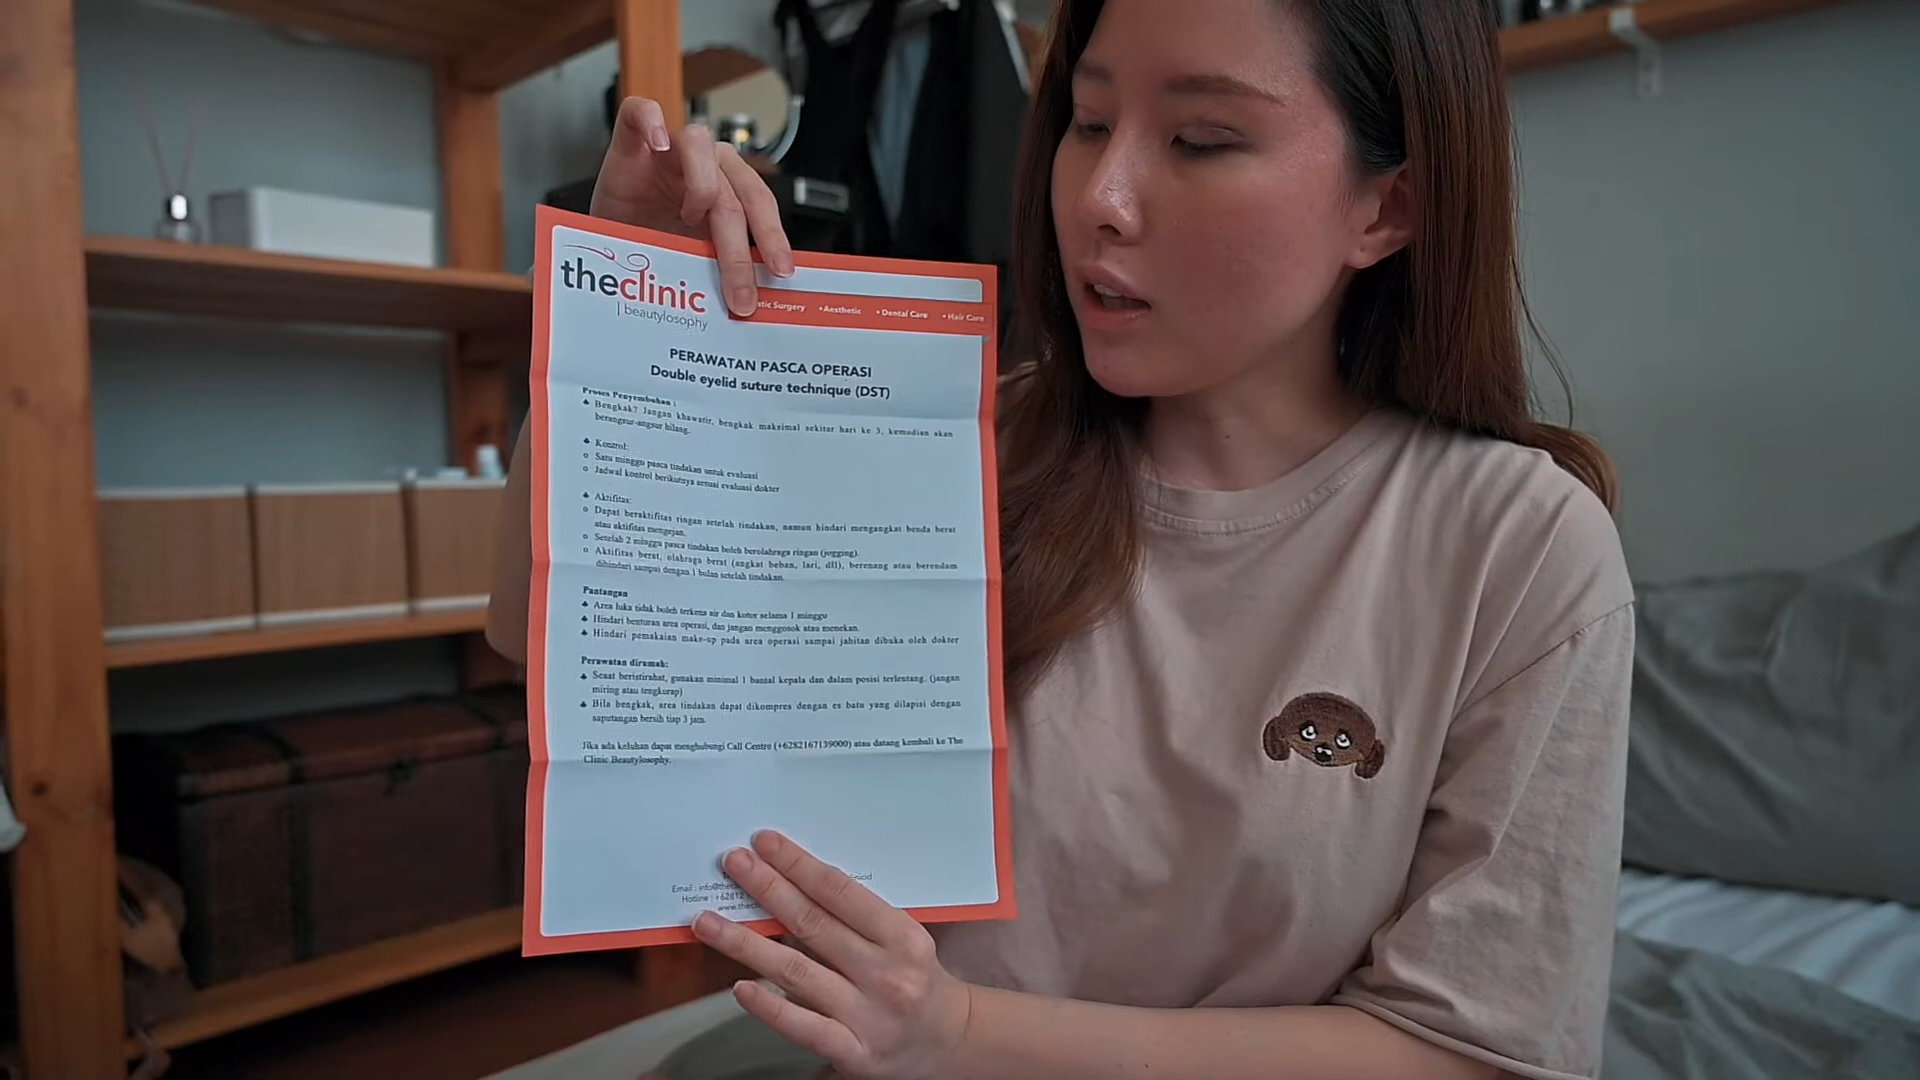 theclinic
| beautylosophy
stic Surgery • Aesthetic • Dental Care • Hair Care
PERAWATAN PASCA OPERASI
Double eyelid suture technique (DST)
Proses Penyembuhan :
♣ Bengkak? Jangan khawatir, bengkak maksimal sekitar hari ke 3, kemudian akan
berangsur-angsur hilang.
♣ Kontrol:
o Satu minggu pasca tindakan untuk evaluasi
o Jadwal kontrol berikutnya sesuai evaluasi dokter
♣ Aktifitas:
o Dapat beraktifitas ringan setelah tindakan, namun hindari mengangkat benda berat
atau aktifitas mengejan.
o Setelah 2 minggu pasca tindakan boleh berolahraga ringan (jogging).
o Aktifitas berat, olahraga berat (angkat beban, lari, dll), berenang atau berendam
dihindari sampai dengan 1 bulan setelah tindakan.
Pantangan
♣ Area luka tidak boleh terkena air dan kotor selama 1 minggu
♣ Hindari benturan area operasi, dan jangan menggosok atau menekan.
♣ Hindari pemakaian make-up pada area operasi sampai jahitan dibuka oleh dokter
Perawatan dirumah:
♣ Seaat beristirahat, gunakan minimal 1 bantal kepala dan dalam posisi terlentang. (jangan
miring atau tengkurap)
♣ Bila bengkak, area tindakan dapat dikompres dengan es batu yang dilapisi dengan
saputangan bersih tiap 3 jam.
Jika ada keluhan dapat menghubungi Call Centre (+6282167139000) atau datang kembali ke The
Clinic Beautylosophy.
Email : info@thecl
Hotline : +62812
www.thecl